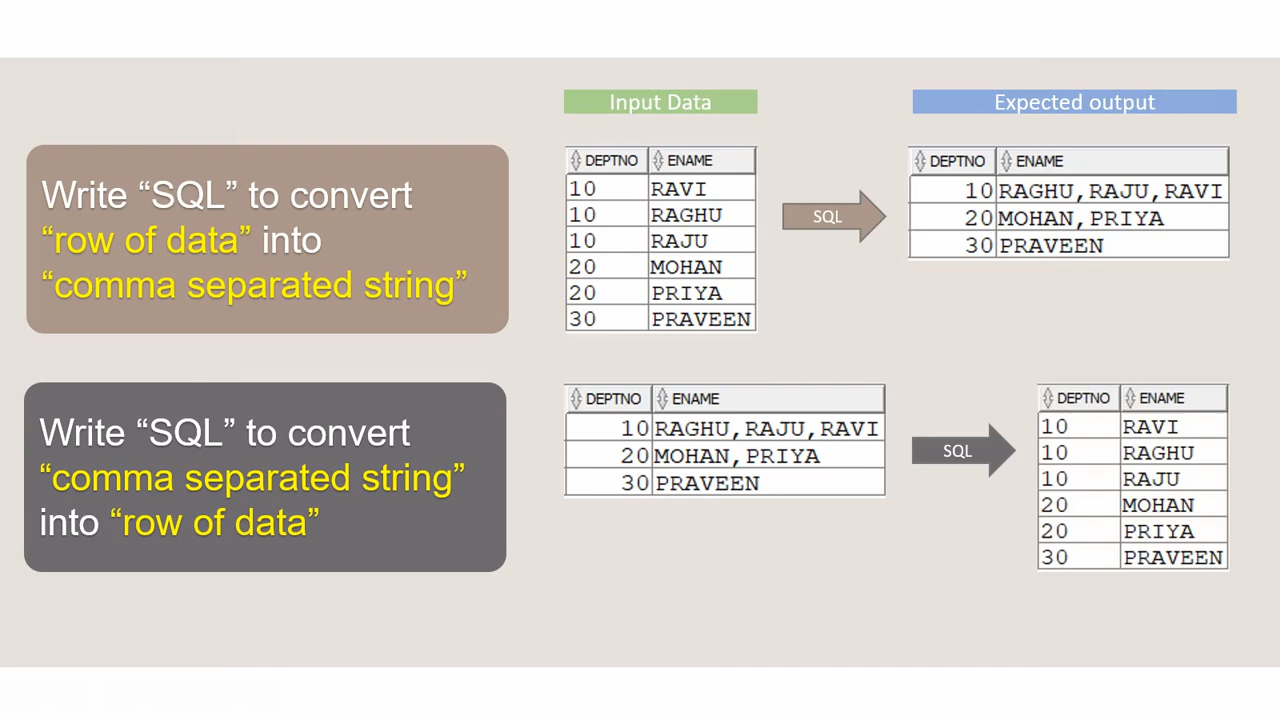 Input Data
Expected output
Write “SQL” to convert
“row of data” into
“comma separated string”
DEPTNO ENAME
10 RAVI
10 RAGHU
10 RAJU
20 MOHAN
20 PRIYA
30 PRAVEEN
SQL
DEPTNO ENAME
10 RAGHU,RAJU,RAVI
20 MOHAN,PRIYA
30 PRAVEEN
Write “SQL” to convert
“comma separated string”
into “row of data”
DEPTNO ENAME
10 RAGHU,RAJU,RAVI
20 MOHAN,PRIYA
30 PRAVEEN
SQL
DEPTNO ENAME
10 RAVI
10 RAGHU
10 RAJU
20 MOHAN
20 PRIYA
30 PRAVEEN